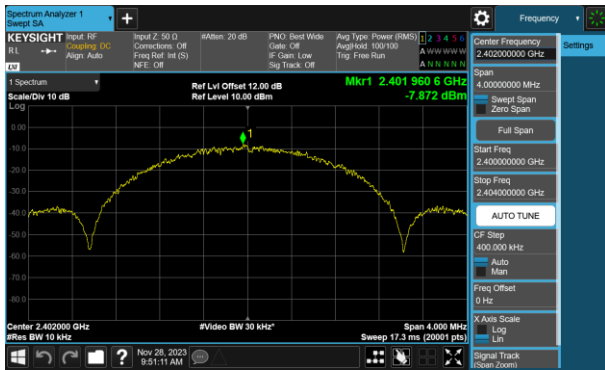 Spectrum Analyzer 1
Swept SA
Frequency
KEYSIGHT
RL
LXI
Input: RF
Coupling: DC
Align: Auto
Input Z: 50 Ω
Corrections: Off
Freq Ref: Int (S)
NFE: Off
#Atten: 20 dB
PNO: Best Wide
Gate: Off
IF Gain: Low
Sig Track: Off
Avg Type: Power (RMS)
Avg|Hold: 100/100
Trig: Free Run
1 2 3 4 5 6
A W W W W W
A N N N N N
1 Spectrum
Scale/Div 10 dB
Log
Ref Lvl Offset 12.00 dB
Ref Level 10.00 dBm
Mkr1 2.401 960 6 GHz
-7.872 dBm
1
0.00
-10.0
-20.0
-30.0
-40.0
-50.0
-60.0
-70.0
-80.0
Center 2.402000 GHz
#Res BW 10 kHz
#Video BW 30 kHz*
Span 4.000 MHz
Sweep 17.3 ms (20001 pts)
Nov 28, 2023
9:51:11 AM
Center Frequency
2.402000000 GHz
Settings
Span
4.00000000 MHz
Swept Span
Zero Span
Full Span
Start Freq
2.400000000 GHz
Stop Freq
2.404000000 GHz
AUTO TUNE
CF Step
400.000 kHz
Auto
Man
Freq Offset
0 Hz
X Axis Scale
Log
Lin
Signal Track
(Span Zoom)